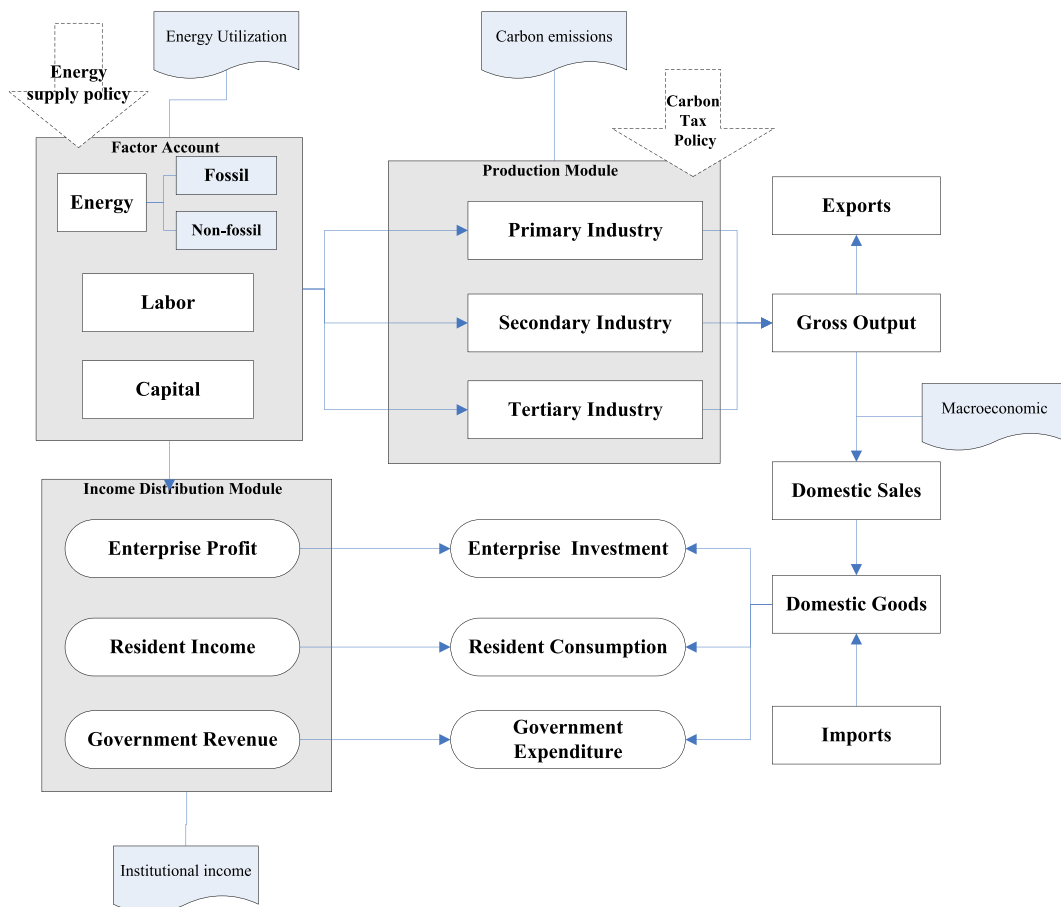 Energy Utilization
Carbon emissions
Energy
supply policy
Carbon
Tax
Policy
Factor Account
Energy
Fossil
Non-fossil
Labor
Capital
Production Module
Primary Industry
Secondary Industry
Tertiary Industry
Exports
Gross Output
Macroeconomic
Domestic Sales
Domestic Goods
Imports
Income Distribution Module
Enterprise Profit
Enterprise Investment
Resident Income
Resident Consumption
Government Revenue
Government
Expenditure
Institutional income